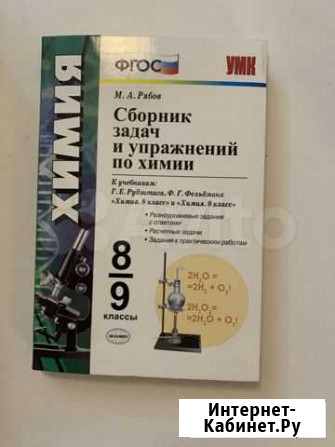 ФГОС
УМК
М. А. Рябов
Сборник
задач
и упражнений
по химии
К учебникам:
Г. Е. Рудзитиса, Ф. Г. Фельдмана
«Химия. 8 класс» и «Химия. 9 класс»
• Разноуровневые задания
с ответами
• Расчетные задачи
• Задания к практическим работам
ХИМИЯ
8
9
классы
ЭКЗАМЕН
2H₂O =
=2H₂ + O₂↑
2H₂O₂ =
=2H₂O + O₂↑
Avito
Интернет-
Кабинет.Ру